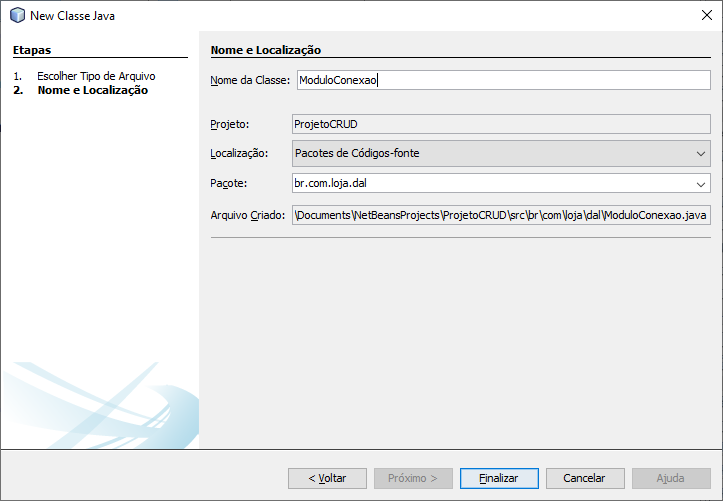 New Classe Java
Etapas
1. Escolher Tipo de Arquivo
2. Nome e Localização
Nome e Localização
Nome da Classe: ModuloConexao
Projeto: ProjetoCRUD
Localização: Pacotes de Códigos-fonte
Pacote: br.com.loja.dal
Arquivo Criado: \Documents\NetBeansProjects\ProjetoCRUD\src\br\com\loja\dal\ModuloConexao.java
< Voltar Próximo > Finalizar Cancelar Ajuda